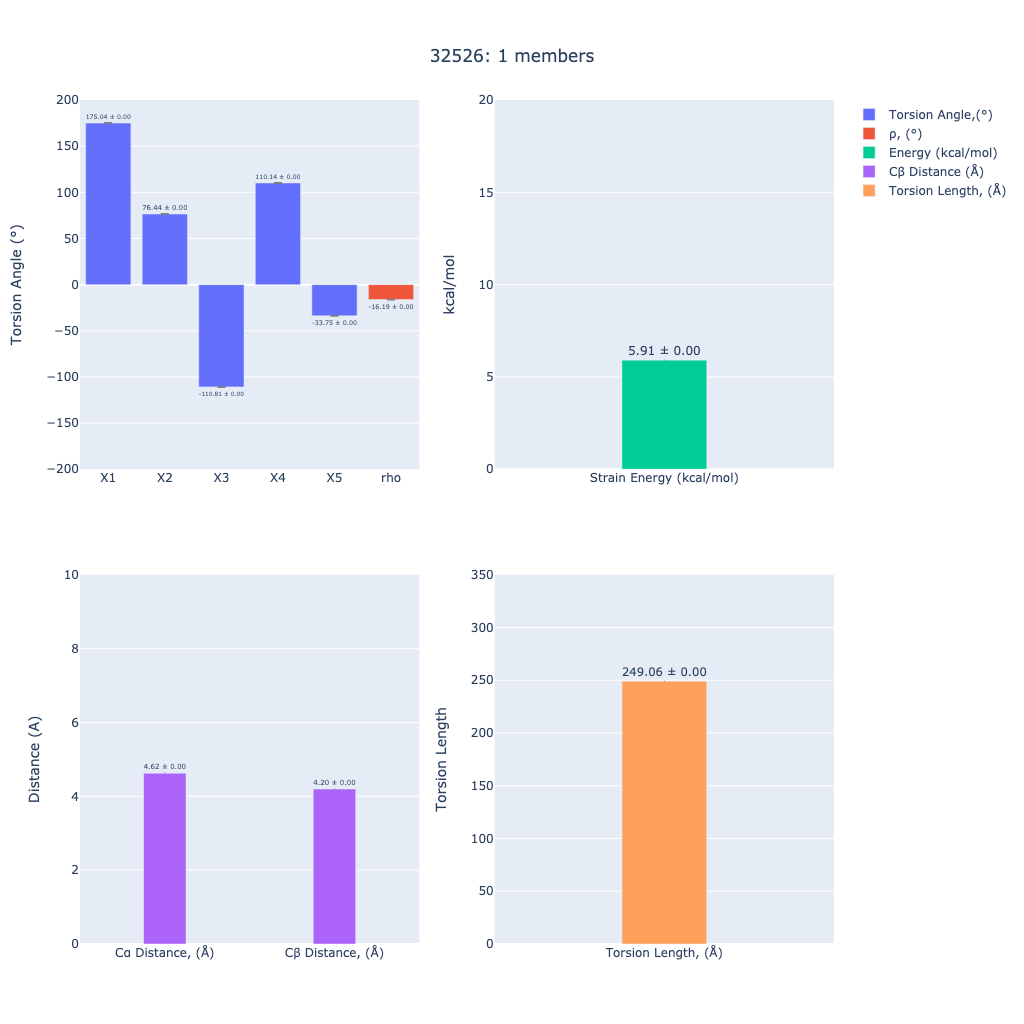 32526: 1 members
Torsion Angle (°)
200
150
100
50
0
−50
−100
−150
−200
175.04 ± 0.00
76.44 ± 0.00
-110.81 ± 0.00
110.14 ± 0.00
-33.75 ± 0.00
-16.19 ± 0.00
X1 X2 X3 X4 X5 rho
kcal/mol
20
15
10
5
0
5.91 ± 0.00
Strain Energy (kcal/mol)
Torsion Angle,(°)
ρ, (°)
Energy (kcal/mol)
Cβ Distance (Å)
Torsion Length, (Å)
Distance (A)
10
8
6
4
2
0
4.62 ± 0.00
4.20 ± 0.00
Cα Distance, (Å) Cβ Distance, (Å)
Torsion Length
350
300
250
200
150
100
50
0
249.06 ± 0.00
Torsion Length, (Å)